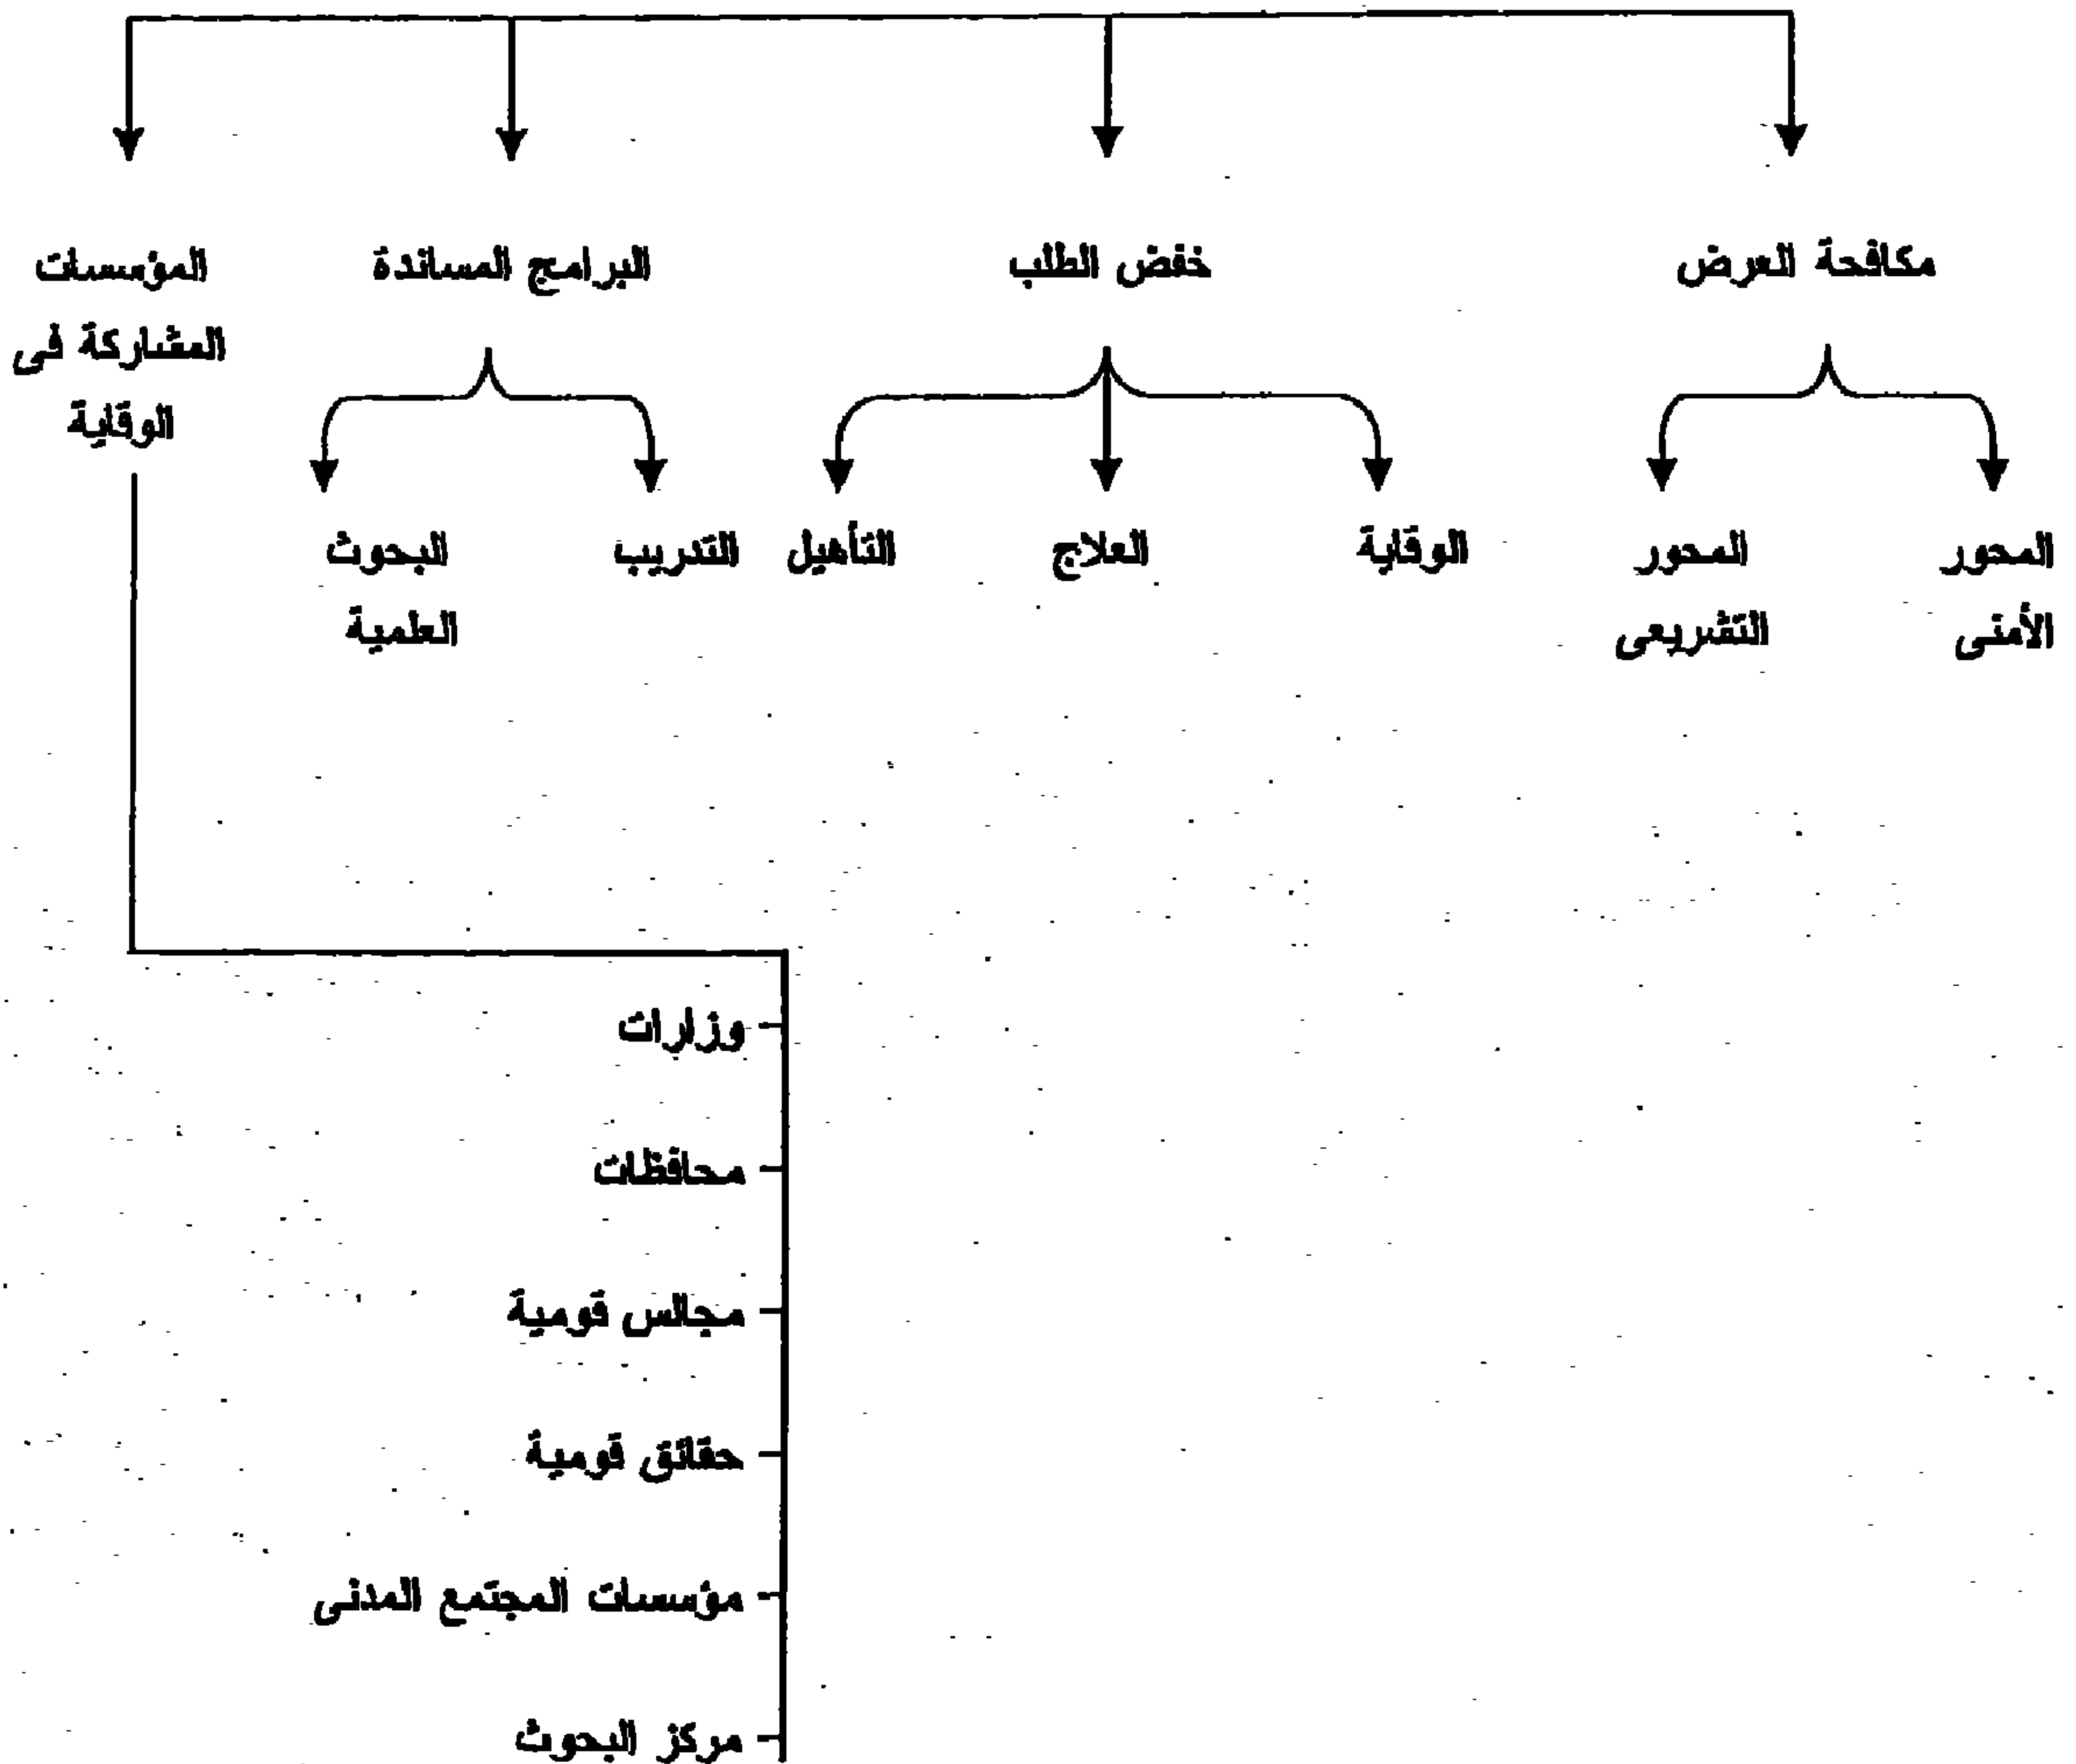 مكافحة العرض
خفض الطلب
البرامج المساندة
المؤسسات
المشاركة فى
الوقاية
المحور
الأمنى
المحور
التشريعى
الوقاية
العلاج
التأهيل
التدريب
البحوث
العلمية
وزارات
محافظات
مجالس قومية
حقائق قومية
مؤسسات المجتمع المدنى
مركز البحوث